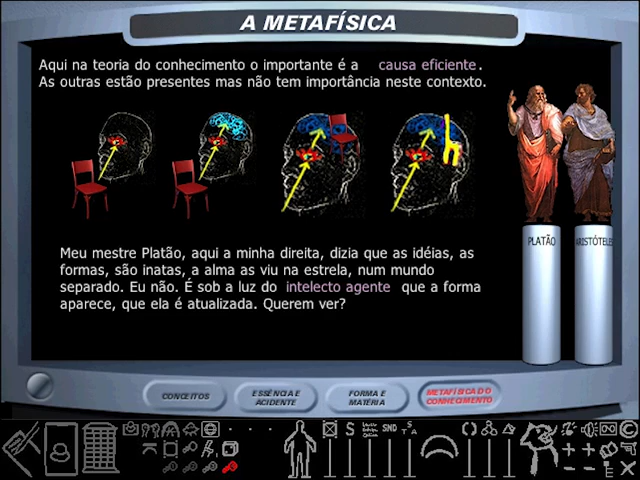 A METAFÍSICA
Aqui na teoria do conhecimento o importante é a causa eficiente.
As outras estão presentes mas não tem importância neste contexto.
Meu mestre Platão, aqui a minha direita, dizia que as idéias, as
formas, são inatas, a alma as viu na estrela, num mundo
separado. Eu não. É sob a luz do intelecto agente que a forma
aparece, que ela é atualizada. Querem ver?
PLATÃO
ARISTÓTELES
CONCEITOS
ESSÊNCIA E
ACIDENTE
FORMA E
MATÉRIA
METAFÍSICA DO
CONHECIMENTO
S
SND